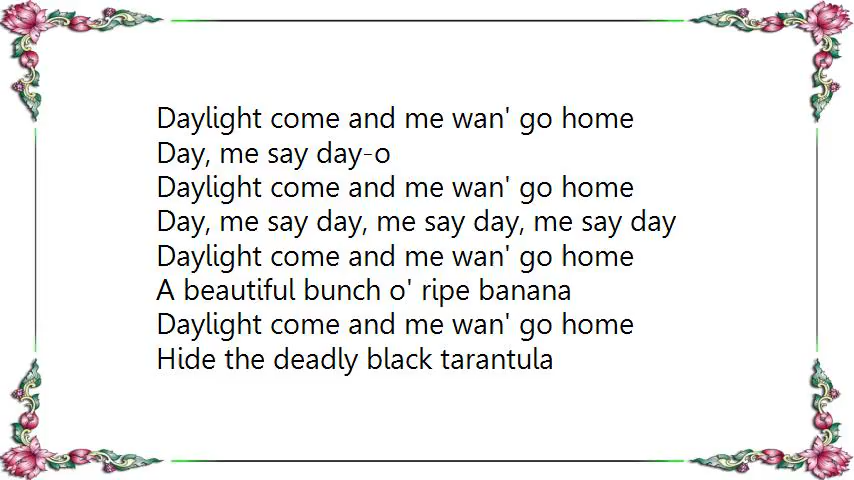 Daylight come and me wan' go home
Day, me say day-o
Daylight come and me wan' go home
Day, me say day, me say day, me say day
Daylight come and me wan' go home
A beautiful bunch o' ripe banana
Daylight come and me wan' go home
Hide the deadly black tarantula